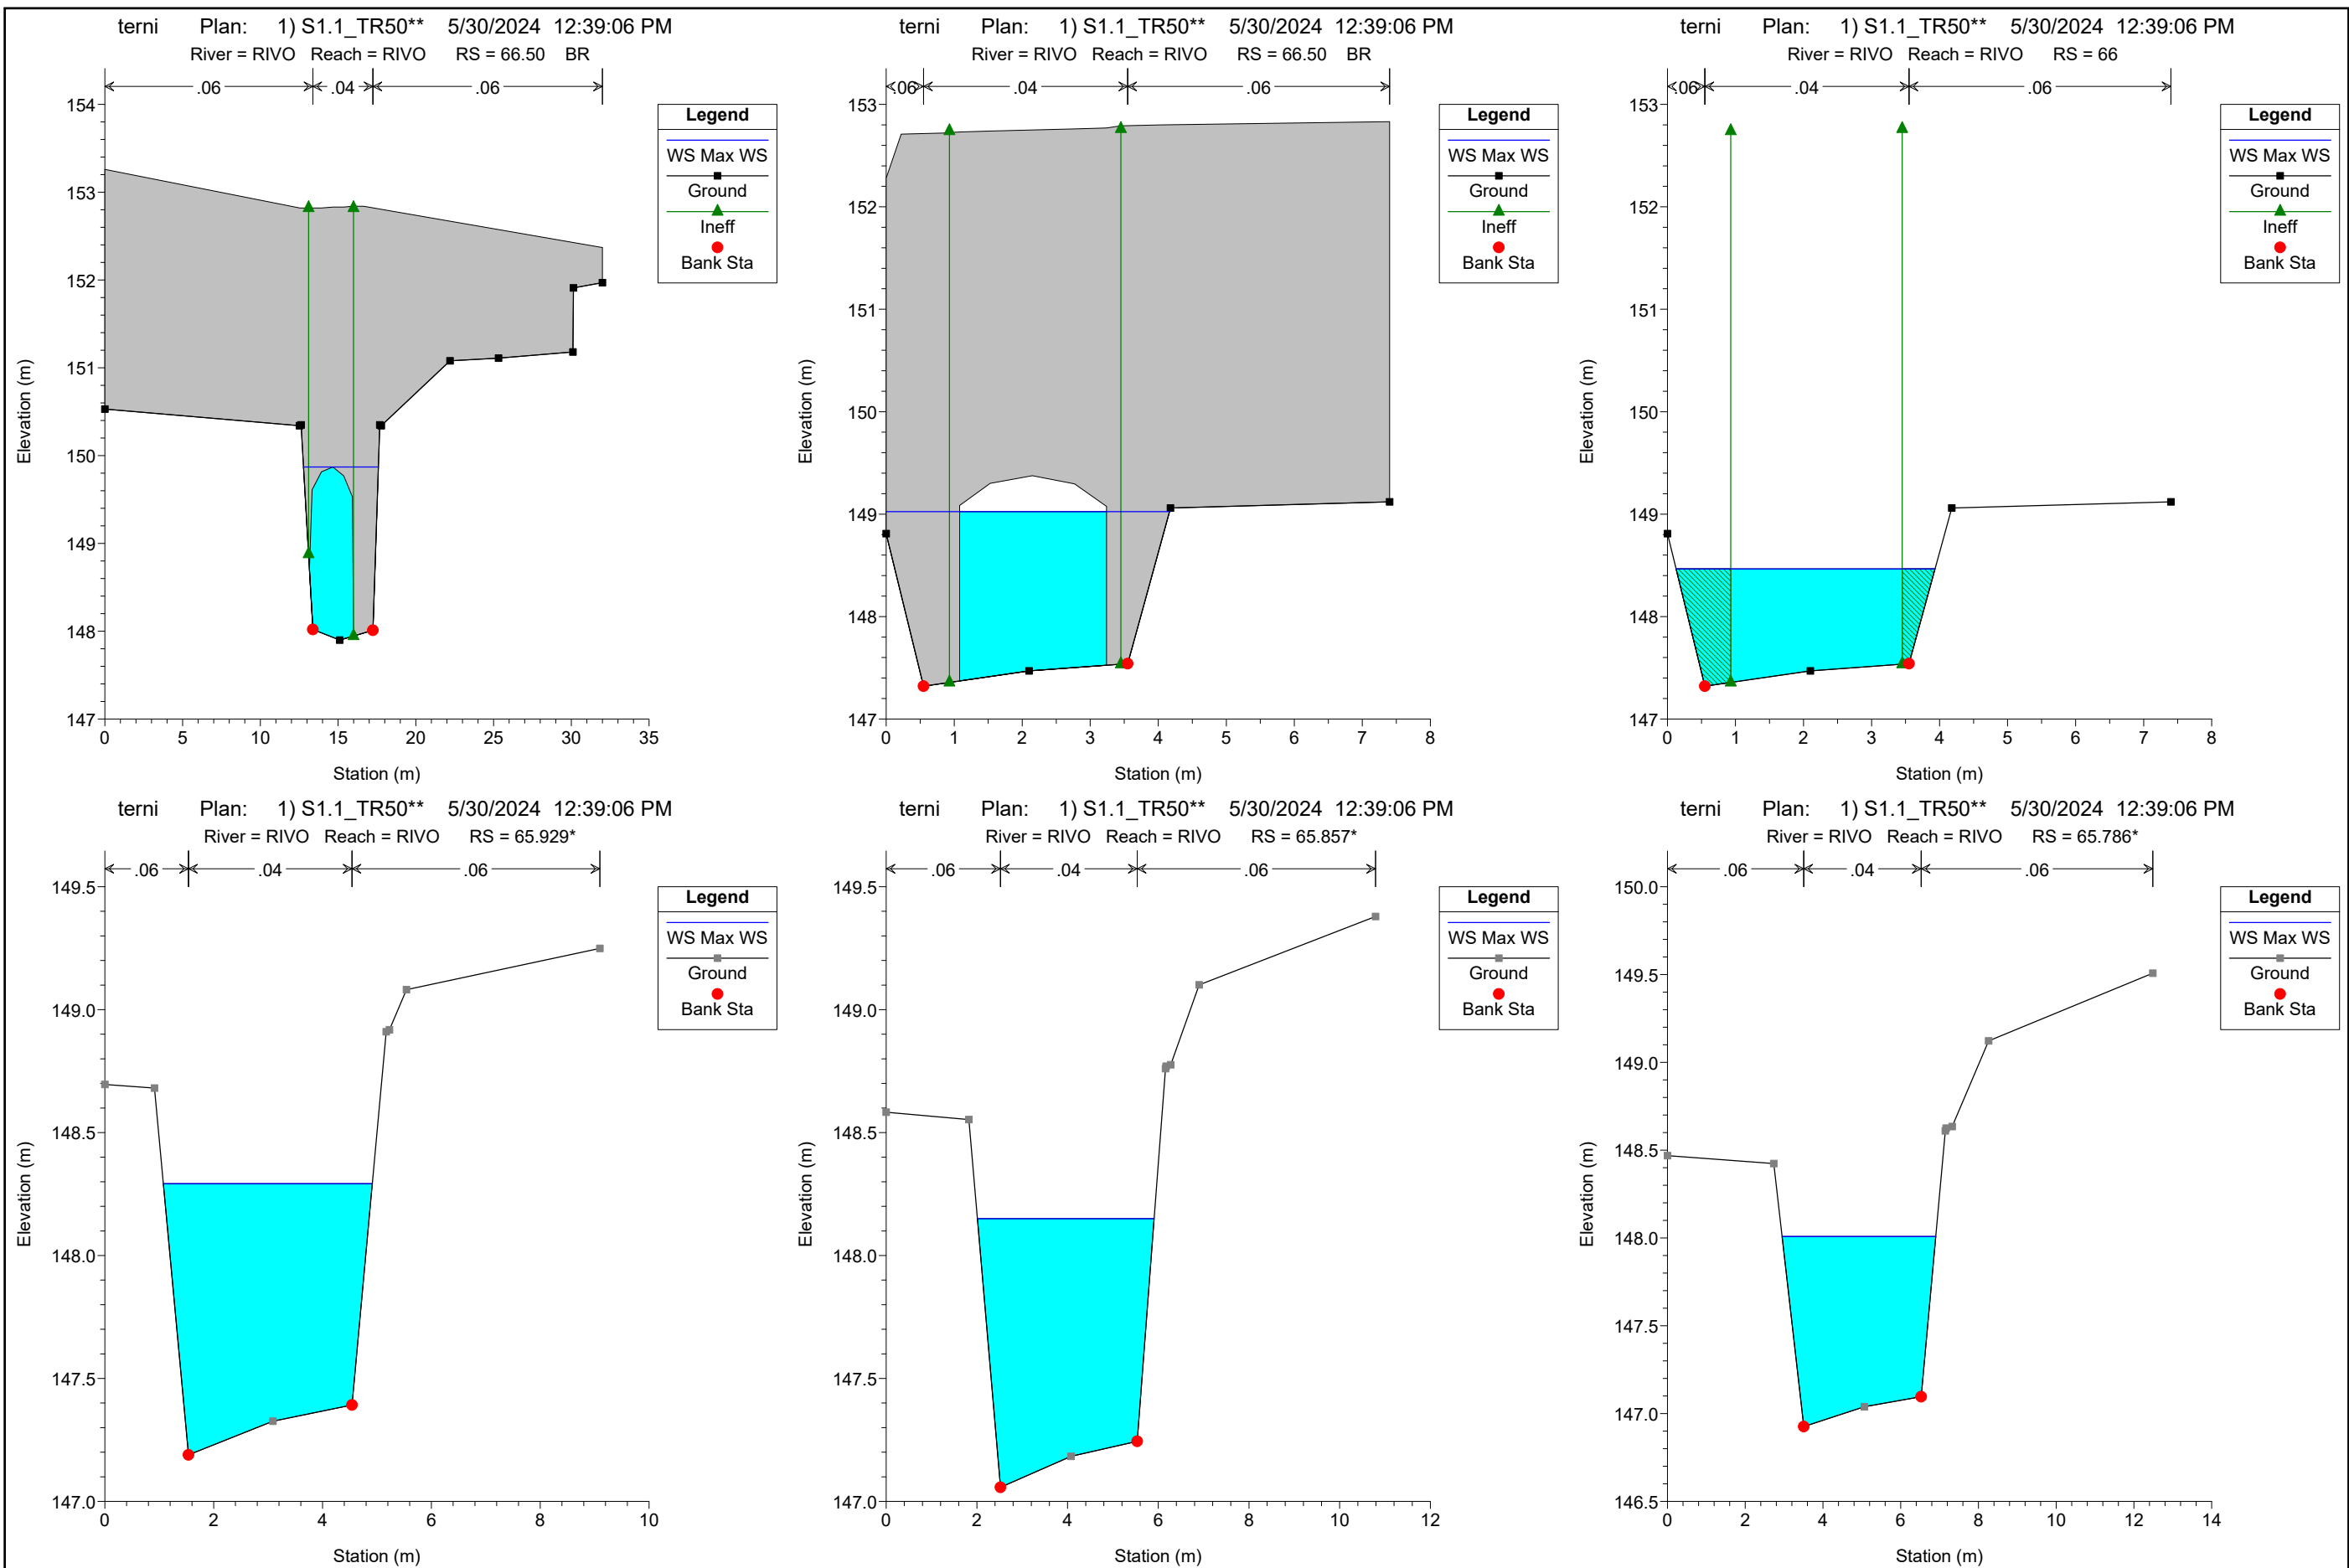 terni Plan: 1) S1.1_TR50** 5/30/2024 12:39:06 PM
River = RIVO Reach = RIVO RS = 66.50 BR
.06 .04 .06
Legend
WS Max WS
Ground
Ineff
Bank Sta
154
153
152
151
150
149
148
147
Elevation (m)
0 5 10 15 20 25 30 35
Station (m)
terni Plan: 1) S1.1_TR50** 5/30/2024 12:39:06 PM
River = RIVO Reach = RIVO RS = 66.50 BR
.06 .04 .06
Legend
WS Max WS
Ground
Ineff
Bank Sta
153
152
151
150
149
148
147
Elevation (m)
0 1 2 3 4 5 6 7 8
Station (m)
terni Plan: 1) S1.1_TR50** 5/30/2024 12:39:06 PM
River = RIVO Reach = RIVO RS = 66
.06 .04 .06
Legend
WS Max WS
Ground
Ineff
Bank Sta
153
152
151
150
149
148
147
Elevation (m)
0 1 2 3 4 5 6 7 8
Station (m)
terni Plan: 1) S1.1_TR50** 5/30/2024 12:39:06 PM
River = RIVO Reach = RIVO RS = 65.929*
.06 .04 .06
Legend
WS Max WS
Ground
Bank Sta
149.5
149.0
148.5
148.0
147.5
147.0
Elevation (m)
0 2 4 6 8 10
Station (m)
terni Plan: 1) S1.1_TR50** 5/30/2024 12:39:06 PM
River = RIVO Reach = RIVO RS = 65.857*
.06 .04 .06
Legend
WS Max WS
Ground
Bank Sta
149.5
149.0
148.5
148.0
147.5
147.0
Elevation (m)
0 2 4 6 8 10 12
Station (m)
terni Plan: 1) S1.1_TR50** 5/30/2024 12:39:06 PM
River = RIVO Reach = RIVO RS = 65.786*
.06 .04 .06
Legend
WS Max WS
Ground
Bank Sta
150.0
149.5
149.0
148.5
148.0
147.5
147.0
146.5
Elevation (m)
0 2 4 6 8 10 12 14
Station (m)